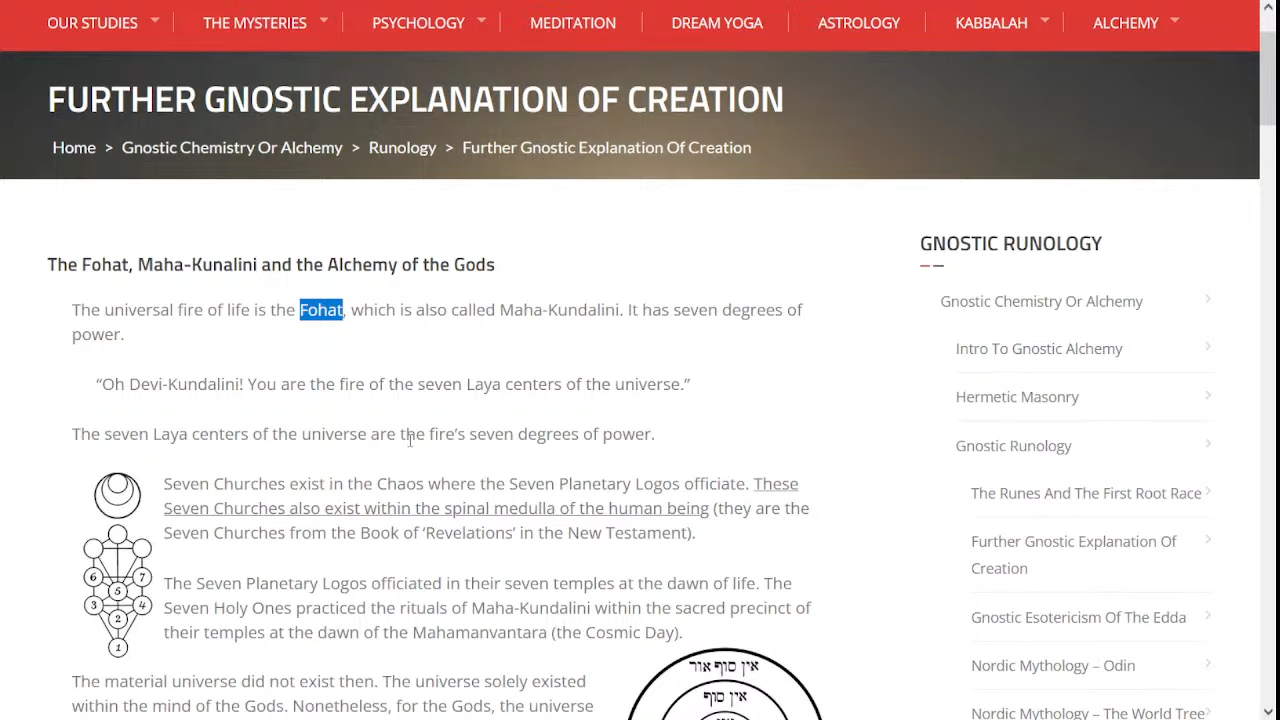 OUR STUDIES THE MYSTERIES PSYCHOLOGY MEDITATION DREAM YOGA ASTROLOGY KABBALAH ALCHEMY
FURTHER GNOSTIC EXPLANATION OF CREATION
Home > Gnostic Chemistry Or Alchemy > Runology > Further Gnostic Explanation Of Creation
The Fohat, Maha-Kunalini and the Alchemy of the Gods
The universal fire of life is the Fohat, which is also called Maha-Kundalini. It has seven degrees of
power.
“Oh Devi-Kundalini! You are the fire of the seven Laya centers of the universe.”
The seven Laya centers of the universe are the fire’s seven degrees of power.
Seven Churches exist in the Chaos where the Seven Planetary Logos officiate. These
Seven Churches also exist within the spinal medulla of the human being (they are the
Seven Churches from the Book of ‘Revelations’ in the New Testament).
6 7
5
3 4
2
1
The Seven Planetary Logos officiated in their seven temples at the dawn of life. The
Seven Holy Ones practiced the rituals of Maha-Kundalini within the sacred precinct of
their temples at the dawn of the Mahamanvantara (the Cosmic Day).
The material universe did not exist then. The universe solely existed
within the mind of the Gods. Nonetheless, for the Gods, the universe
אין סוף אור
אין סוף
GNOSTIC RUNOLOGY
Gnostic Chemistry Or Alchemy
Intro To Gnostic Alchemy
Hermetic Masonry
Gnostic Runology
The Runes And The First Root Race
Further Gnostic Explanation Of
Creation
Gnostic Esotericism Of The Edda
Nordic Mythology – Odin
Nordic Mythology – The World Tree